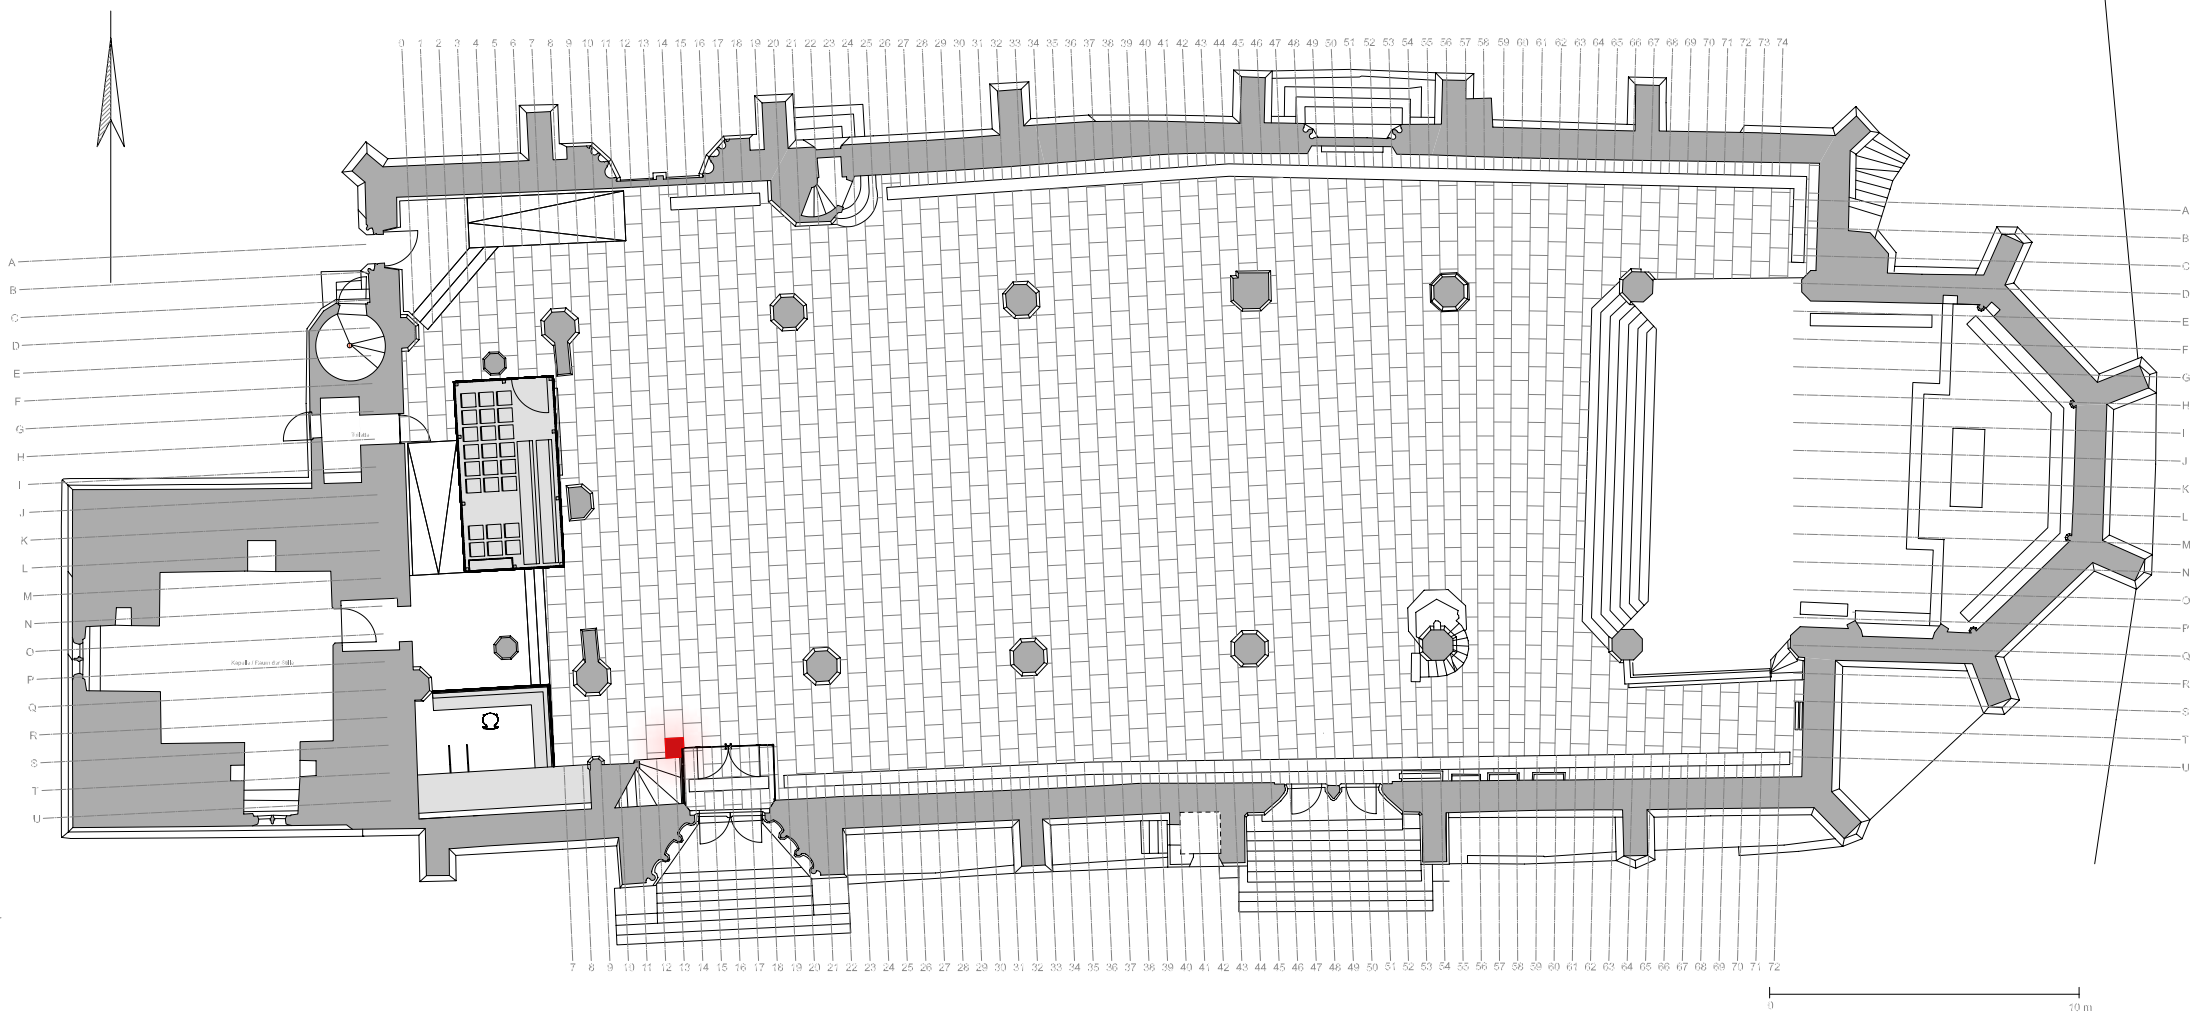 0 1 2 3 4 5 6 7 8 9 10 11 12 13 14 15 16 17 18 19 20 21 22 23 24 25 26 27 28 29 30 31 32 33 34 35 36 37 38 39 40 41 42 43 44 45 46 47 48 49 50 51 52 53 54 55 56 57 58 59 60 61 62 63 64 65 66 67 68 69 70 71 72 73 74
A
B
C
D
E
F
G
H
I
J
K
L
M
N
O
P
Q
R
S
T
U
A
B
C
D
E
F
G
H
I
J
K
L
M
N
O
P
Q
R
S
T
U
7 8 9 10 11 12 13 14 15 16 17 18 19 20 21 22 23 24 25 26 27 28 29 30 31 32 33 34 35 36 37 38 39 40 41 42 43 44 45 46 47 48 49 50 51 52 53 54 55 56 57 58 59 60 61 62 63 64 65 66 67 68 69 70 71 72
0 10 m